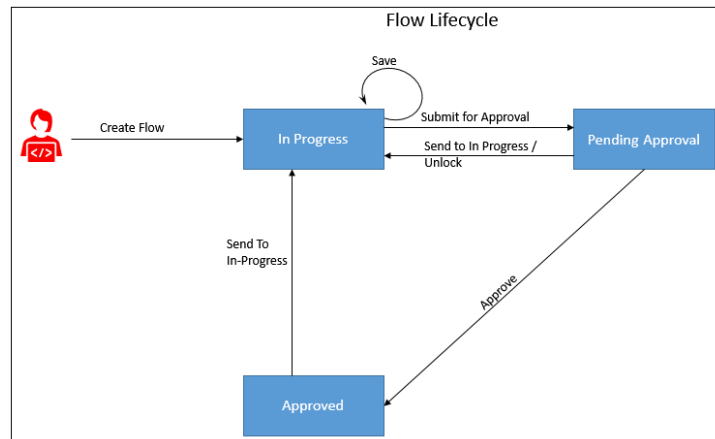 Flow Lifecycle
Save
Create Flow
In Progress
Submit for Approval
Pending Approval
Send to In Progress /
Unlock
Send To
In-Progress
Approve
Approved